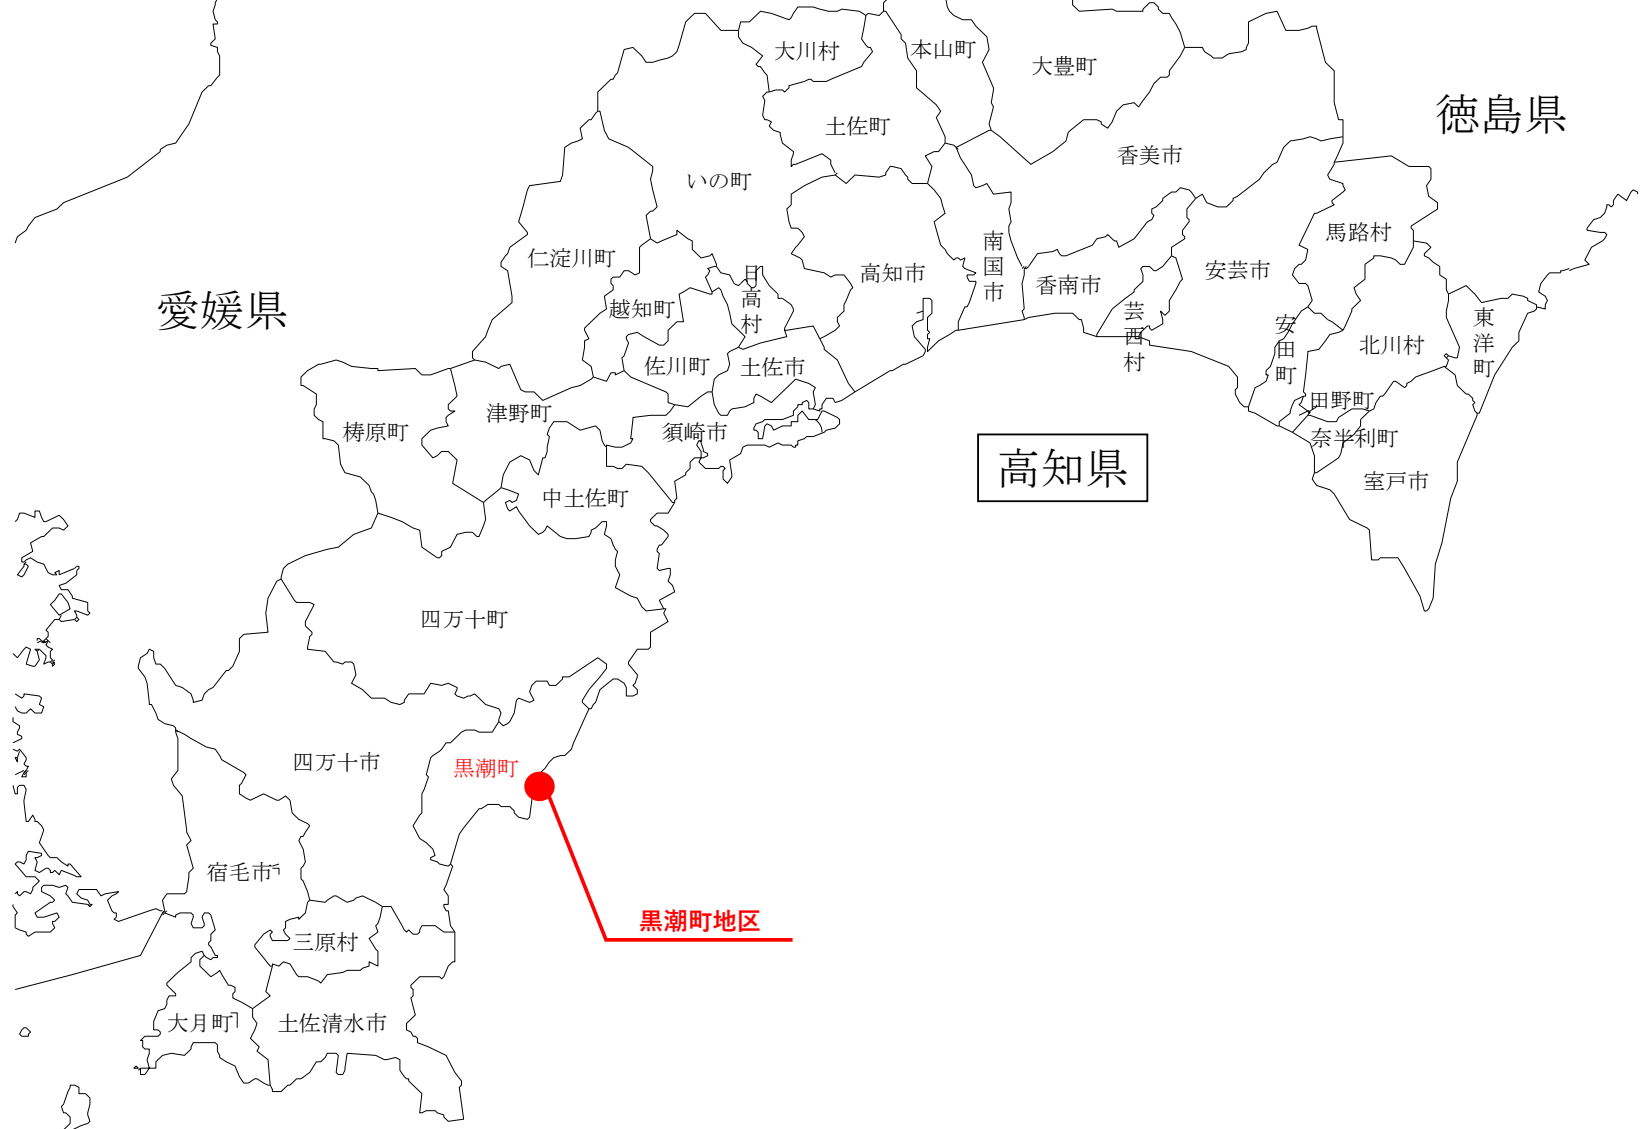 大川村
本山町
大豊町
徳島県
土佐町
香美市
いの町
馬路村
南国市
仁淀川町
高知市
安芸市
香南市
日高村
愛媛県
越知町
芸西村
安田町
東洋町
北川村
佐川町
土佐市
田野町
津野町
梼原町
須崎市
奈半利町
高知県
室戸市
中土佐町
四万十町
四万十市
黒潮町
宿毛市
黒潮町地区
三原村
大月町
土佐清水市